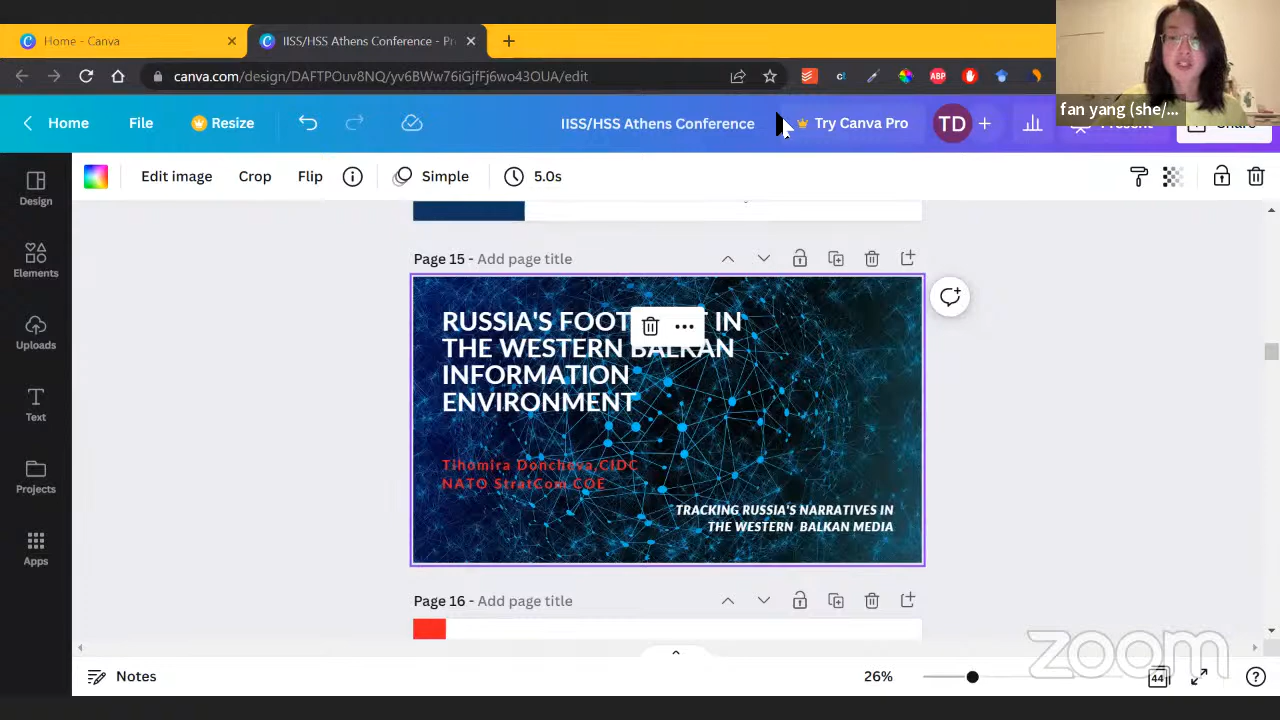 Home - Canva
IISS/HSS Athens Conference - Pr
canva.com/design/DAFTPOuv8NQ/yv6BWw76iGjfFj6wo43OUA/edit
ABP
fan yang (she/...
Home
File
Resize
IISS/HSS Athens Conference
Try Canva Pro
TD
Present
Share
Edit image
Crop
Flip
Simple
5.0s
Design
Elements
Uploads
Text
Projects
Apps
Page 15 - Add page title
RUSSIA'S IN
THE WESTERN BALKAN
INFORMATION
ENVIRONMENT
Tihomira Doncheva,CIDC
NATO StratCom COE
TRACKING RUSSIA'S NARRATIVES IN
THE WESTERN BALKAN MEDIA
Page 16 - Add page title
zoom
Notes
26%
44